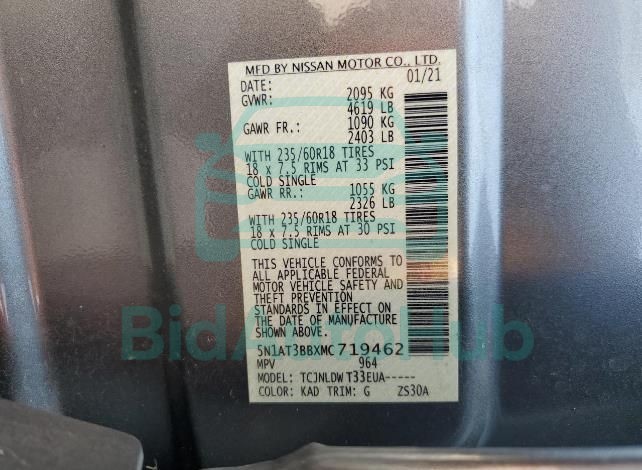 MFD BY NISSAN MOTOR CO., LTD.
DATE: 01/21
GVWR: 2095 KG
4619 LB
GAWR FR.: 1090 KG
2403 LB
WITH 235/60R18 TIRES
18 x 7.5 RIMS AT 33 PSI
COLD SINGLE
GAWR RR.: 1055 KG
2326 LB
WITH 235/60R18 TIRES
18 x 7.5 RIMS AT 30 PSI
COLD SINGLE
THIS VEHICLE CONFORMS TO
ALL APPLICABLE FEDERAL
MOTOR VEHICLE SAFETY AND
THEFT PREVENTION
STANDARDS IN EFFECT ON
THE DATE OF MANUFACTURE
SHOWN ABOVE.
5N1AT3BBXMC719462
MPV 964
MODEL: TCJNLDW T33EUA-----
COLOR: KAD TRIM: G ZS30A
BidAutoHub